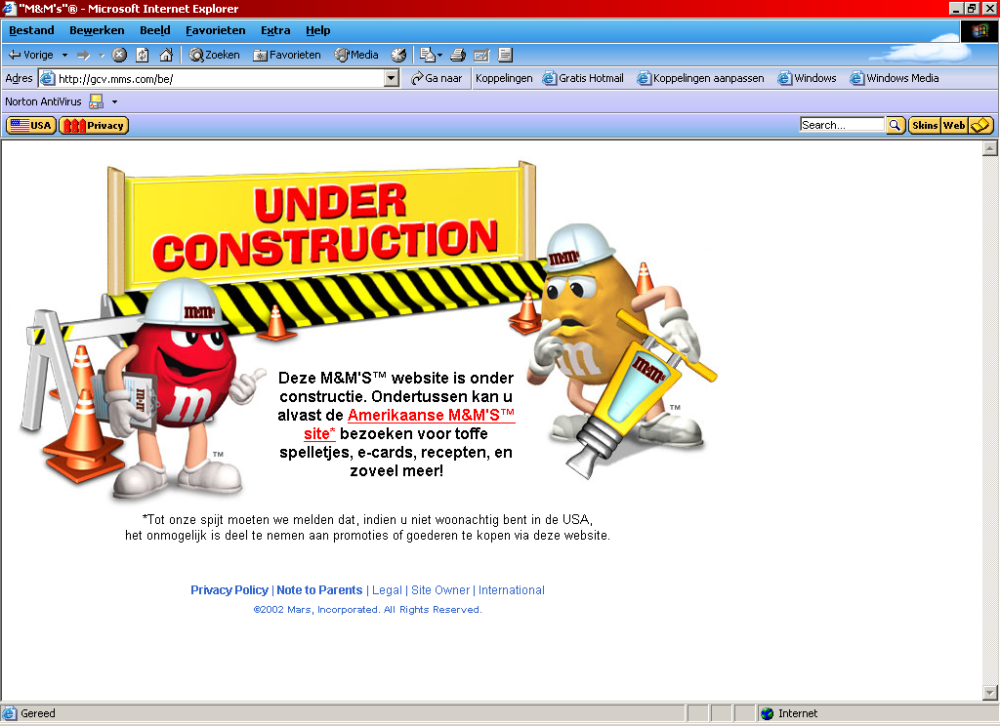 "M&M's"® - Microsoft Internet Explorer
Bestand Bewerken Beeld Favorieten Extra Help
Vorige Zoeken Favorieten Media
Adres http://gcv.mms.com/be/ Ga naar Koppelingen Gratis Hotmail Koppelingen aanpassen Windows Windows Media
Norton AntiVirus
USA Privacy Search... Skins Web
UNDER
CONSTRUCTION
m&m's
m&m's
m&m's
m&m's
m
m
Deze M&M'S™ website is onder
constructie. Ondertussen kan u
alvast de Amerikaanse M&M'S™
site* bezoeken voor toffe
spelletjes, e-cards, recepten, en
zoveel meer!
TM
TM
*Tot onze spijt moeten we melden dat, indien u niet woonachtig bent in de USA,
het onmogelijk is deel te nemen aan promoties of goederen te kopen via deze website.
Privacy Policy | Note to Parents | Legal | Site Owner | International
©2002 Mars, Incorporated. All Rights Reserved.
Gereed Internet